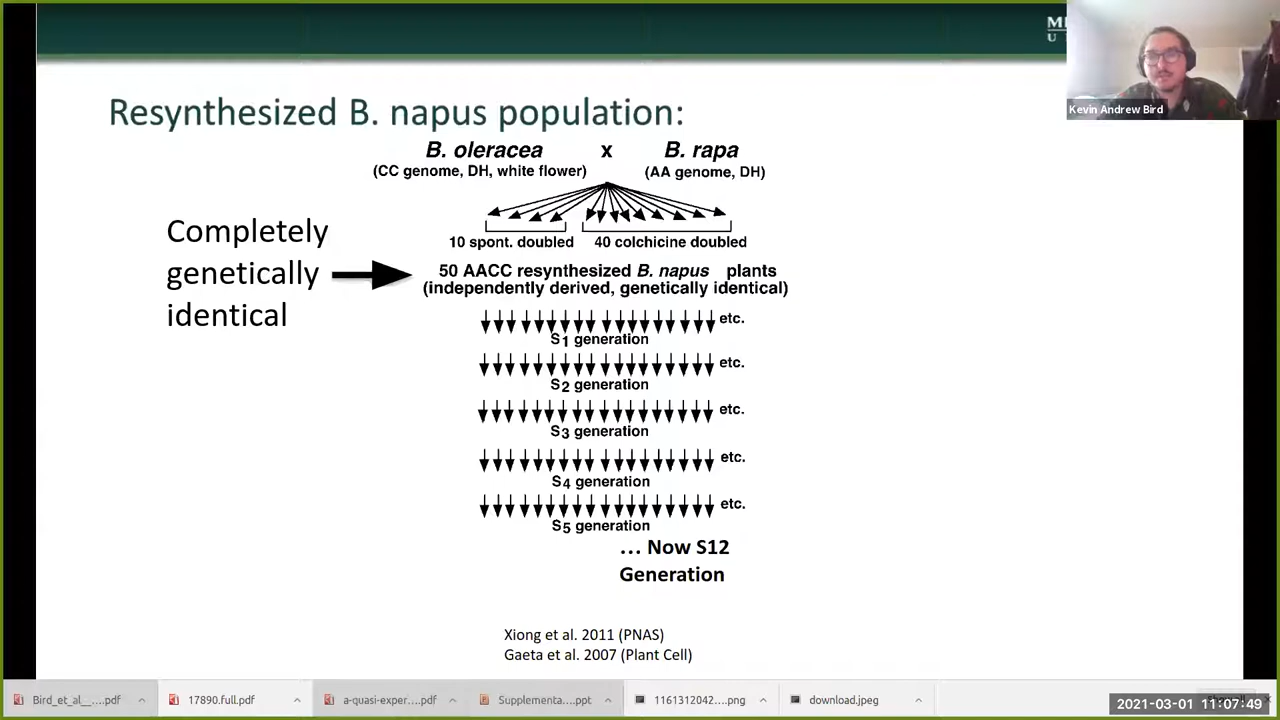 Kevin Andrew Bird
Resynthesized B. napus population:
B. oleracea x B. rapa
(CC genome, DH, white flower) (AA genome, DH)
10 spont. doubled 40 colchicine doubled
Completely
genetically
identical
50 AACC resynthesized B. napus plants
(independently derived, genetically identical)
etc.
S1 generation
etc.
S2 generation
etc.
S3 generation
etc.
S4 generation
etc.
S5 generation
... Now S12
Generation
Xiong et al. 2011 (PNAS)
Gaeta et al. 2007 (Plant Cell)
Bird_et_al__....pdf 17890.full.pdf a-quasi-exper....pdf Supplementa....ppt 1161312042....png download.jpeg
2021-03-01 11:07:49